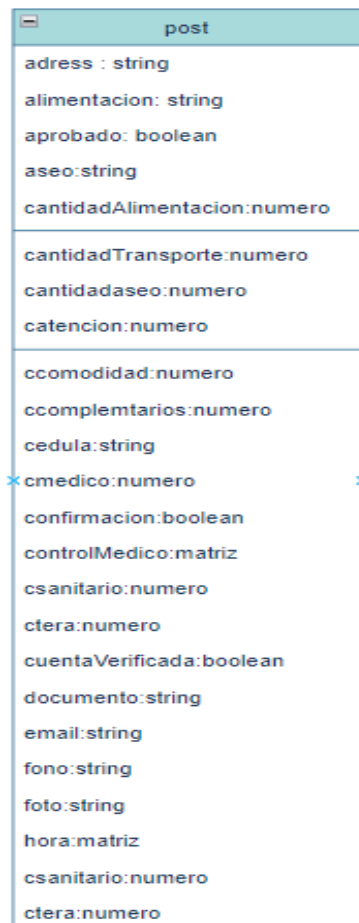 post
adress : string
alimentacion: string
aprobado: boolean
aseo:string
cantidadAlimentacion:numero
cantidadTransporte:numero
cantidadaseo:numero
catencion:numero
ccomodidad:numero
ccomplemtarios:numero
cedula:string
cmedico:numero
confirmacion:boolean
controlMedico:matriz
csanitario:numero
ctera:numero
cuentaVerificada:boolean
documento:string
email:string
fono:string
foto:string
hora:matriz
csanitario:numero
ctera:numero